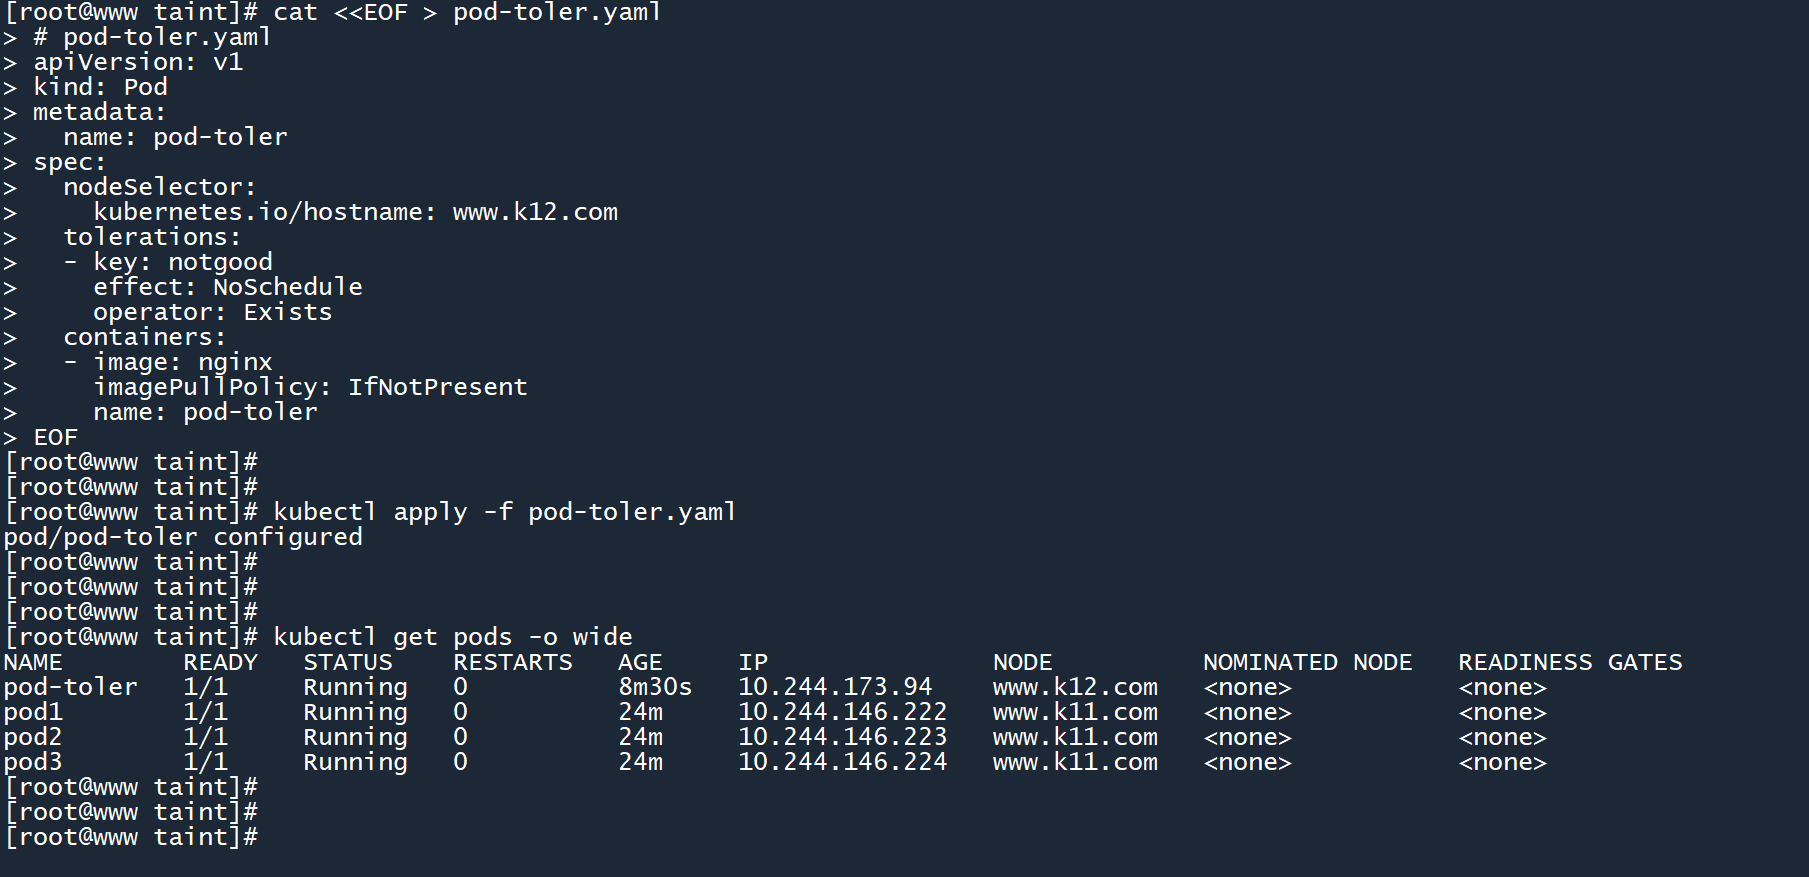 [root@www taint]# cat <<EOF > pod-toler.yaml
> # pod-toler.yaml
> apiVersion: v1
> kind: Pod
> metadata:
>   name: pod-toler
> spec:
>   nodeSelector:
>     kubernetes.io/hostname: www.k12.com
>   tolerations:
>   - key: notgood
>     effect: NoSchedule
>     operator: Exists
>   containers:
>   - image: nginx
>     imagePullPolicy: IfNotPresent
>     name: pod-toler
> EOF
[root@www taint]#
[root@www taint]#
[root@www taint]# kubectl apply -f pod-toler.yaml
pod/pod-toler configured
[root@www taint]#
[root@www taint]#
[root@www taint]#
[root@www taint]# kubectl get pods -o wide
NAME        READY   STATUS    RESTARTS   AGE     IP               NODE          NOMINATED NODE   READINESS GATES
pod-toler   1/1     Running   0          8m30s   10.244.173.94    www.k12.com   <none>           <none>
pod1        1/1     Running   0          24m     10.244.146.222   www.k11.com   <none>           <none>
pod2        1/1     Running   0          24m     10.244.146.223   www.k11.com   <none>           <none>
pod3        1/1     Running   0          24m     10.244.146.224   www.k11.com   <none>           <none>
[root@www taint]#
[root@www taint]#
[root@www taint]#